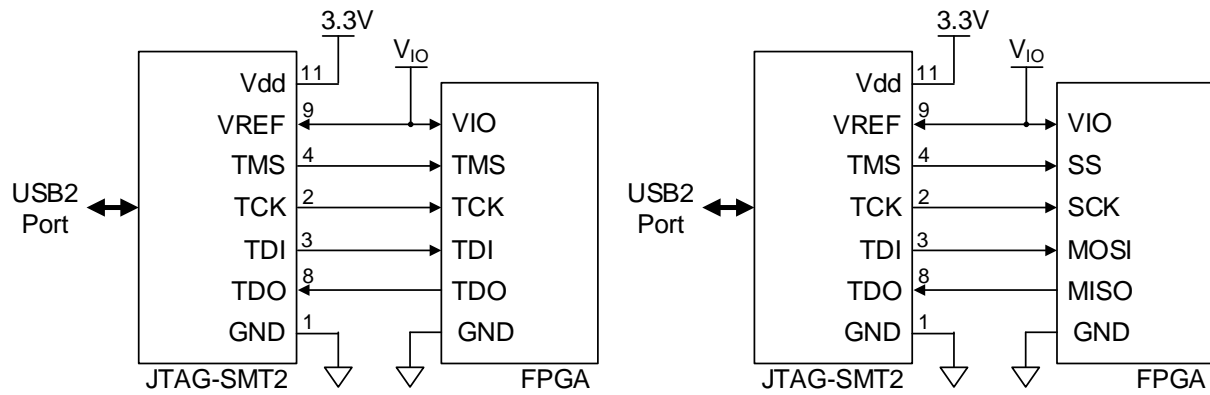 3.3V
V_IO
Vdd 11
VREF 9 VIO
TMS 4 TMS
USB2
Port
TCK 2 TCK
TDI 3 TDI
TDO 8 TDO
GND 1 GND
JTAG-SMT2 FPGA
3.3V
V_IO
Vdd 11
VREF 9 VIO
TMS 4 SS
USB2
Port
TCK 2 SCK
TDI 3 MOSI
TDO 8 MISO
GND 1 GND
JTAG-SMT2 FPGA